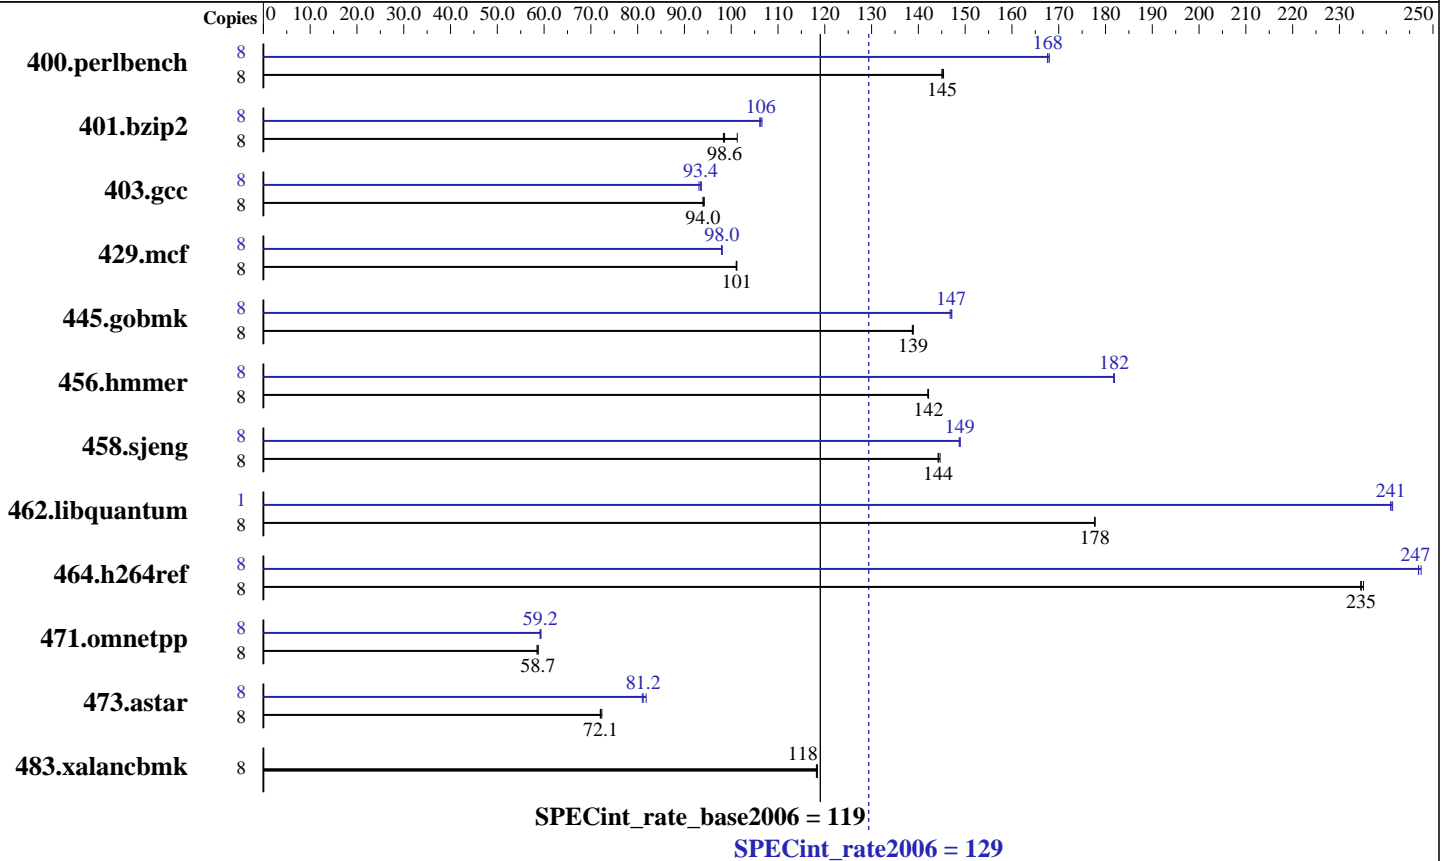 Copies 0 10.0 20.0 30.0 40.0 50.0 60.0 70.0 80.0 90.0 100 110 120 130 140 150 160 170 180 190 200 210 220 230 250
400.perlbench 8 168
8 145
401.bzip2 8 106
8 98.6
403.gcc 8 93.4
8 94.0
429.mcf 8 98.0
8 101
445.gobmk 8 147
8 139
456.hmmer 8 182
8 142
458.sjeng 8 149
8 144
462.libquantum 1 241
8 178
464.h264ref 8 247
8 235
471.omnetpp 8 59.2
8 58.7
473.astar 8 81.2
8 72.1
483.xalancbmk 8 118
SPECint_rate_base2006 = 119
SPECint_rate2006 = 129